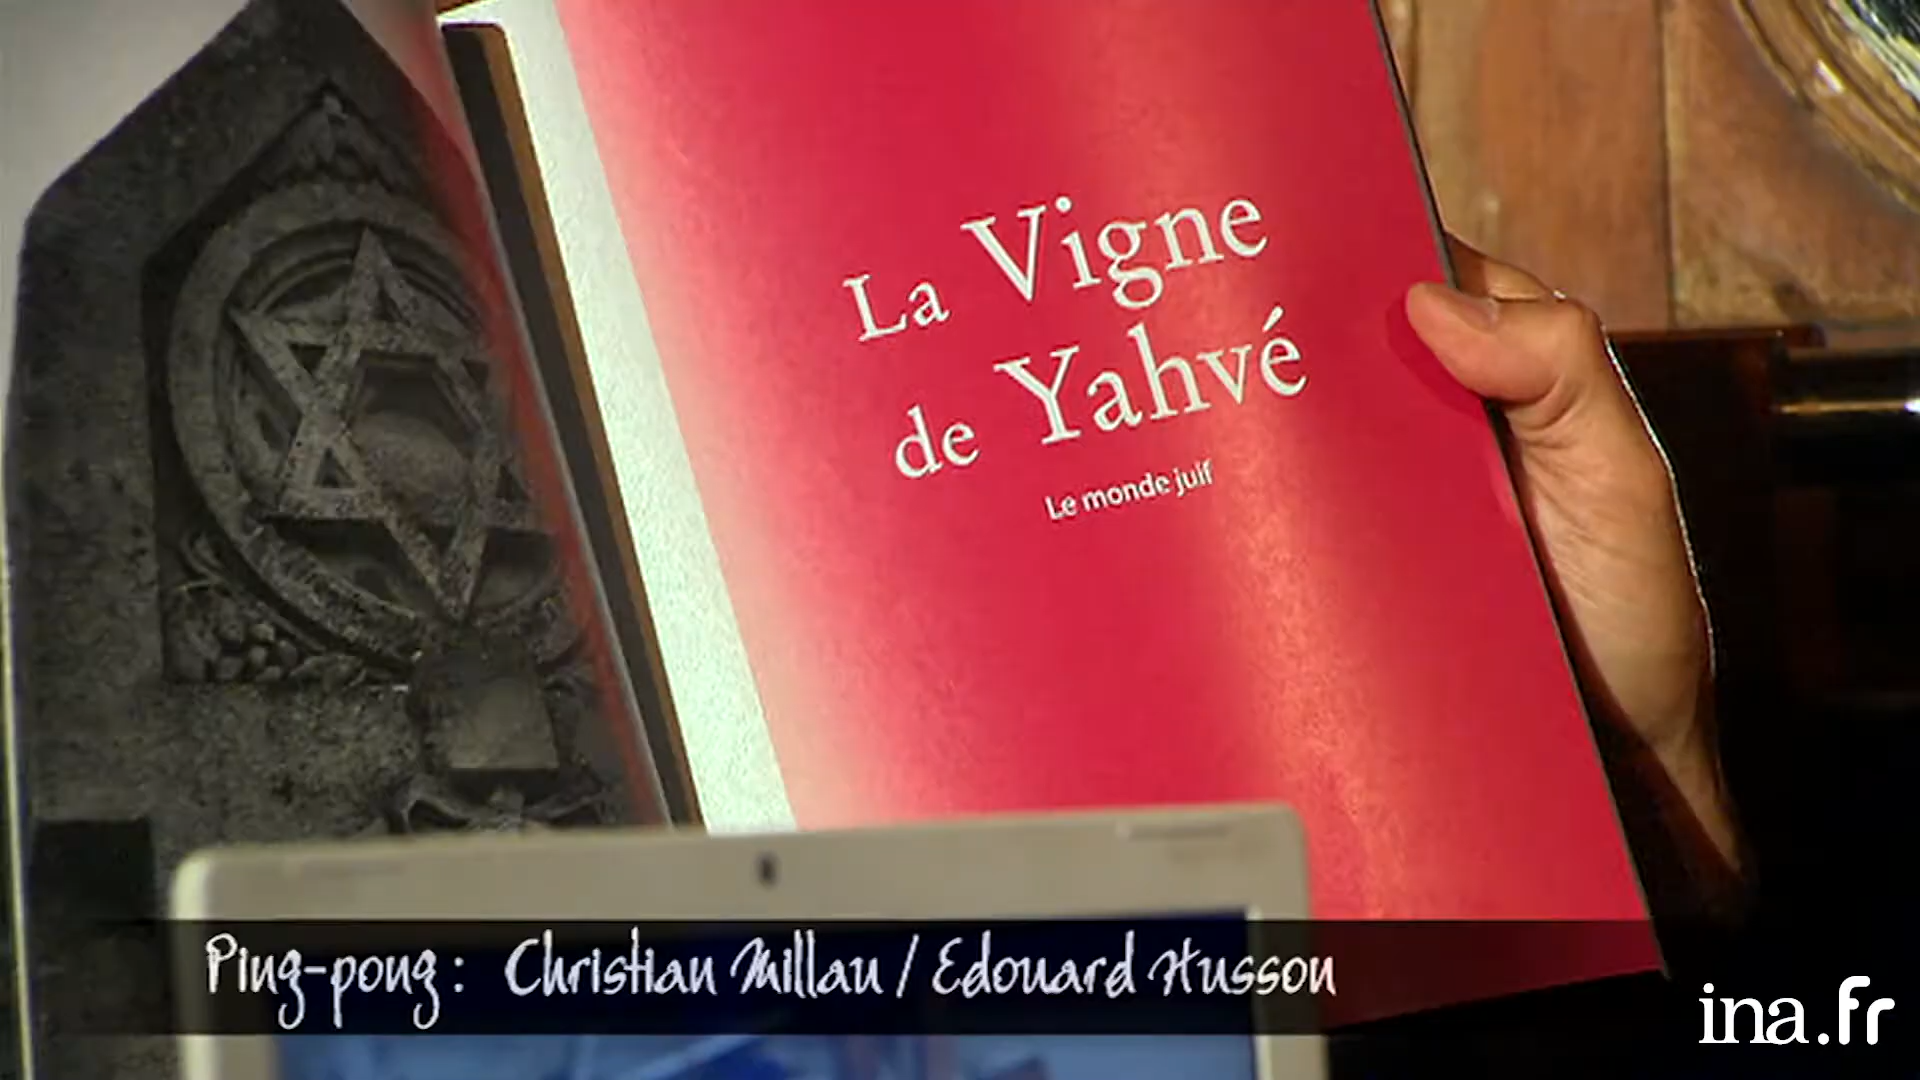 La Vigne
de Yahvé
Le monde juif
Ping-pong : Christian Millau / Edouard Husson
ina.fr